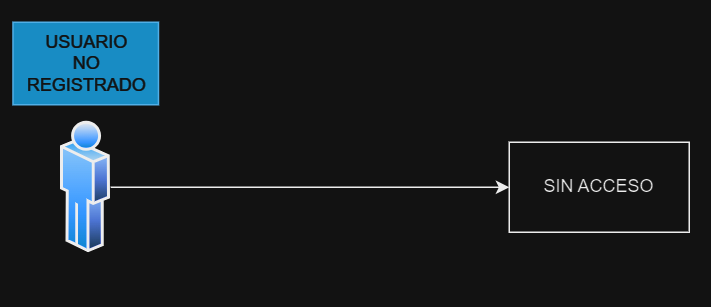 USUARIO
NO
REGISTRADO
SIN ACCESO